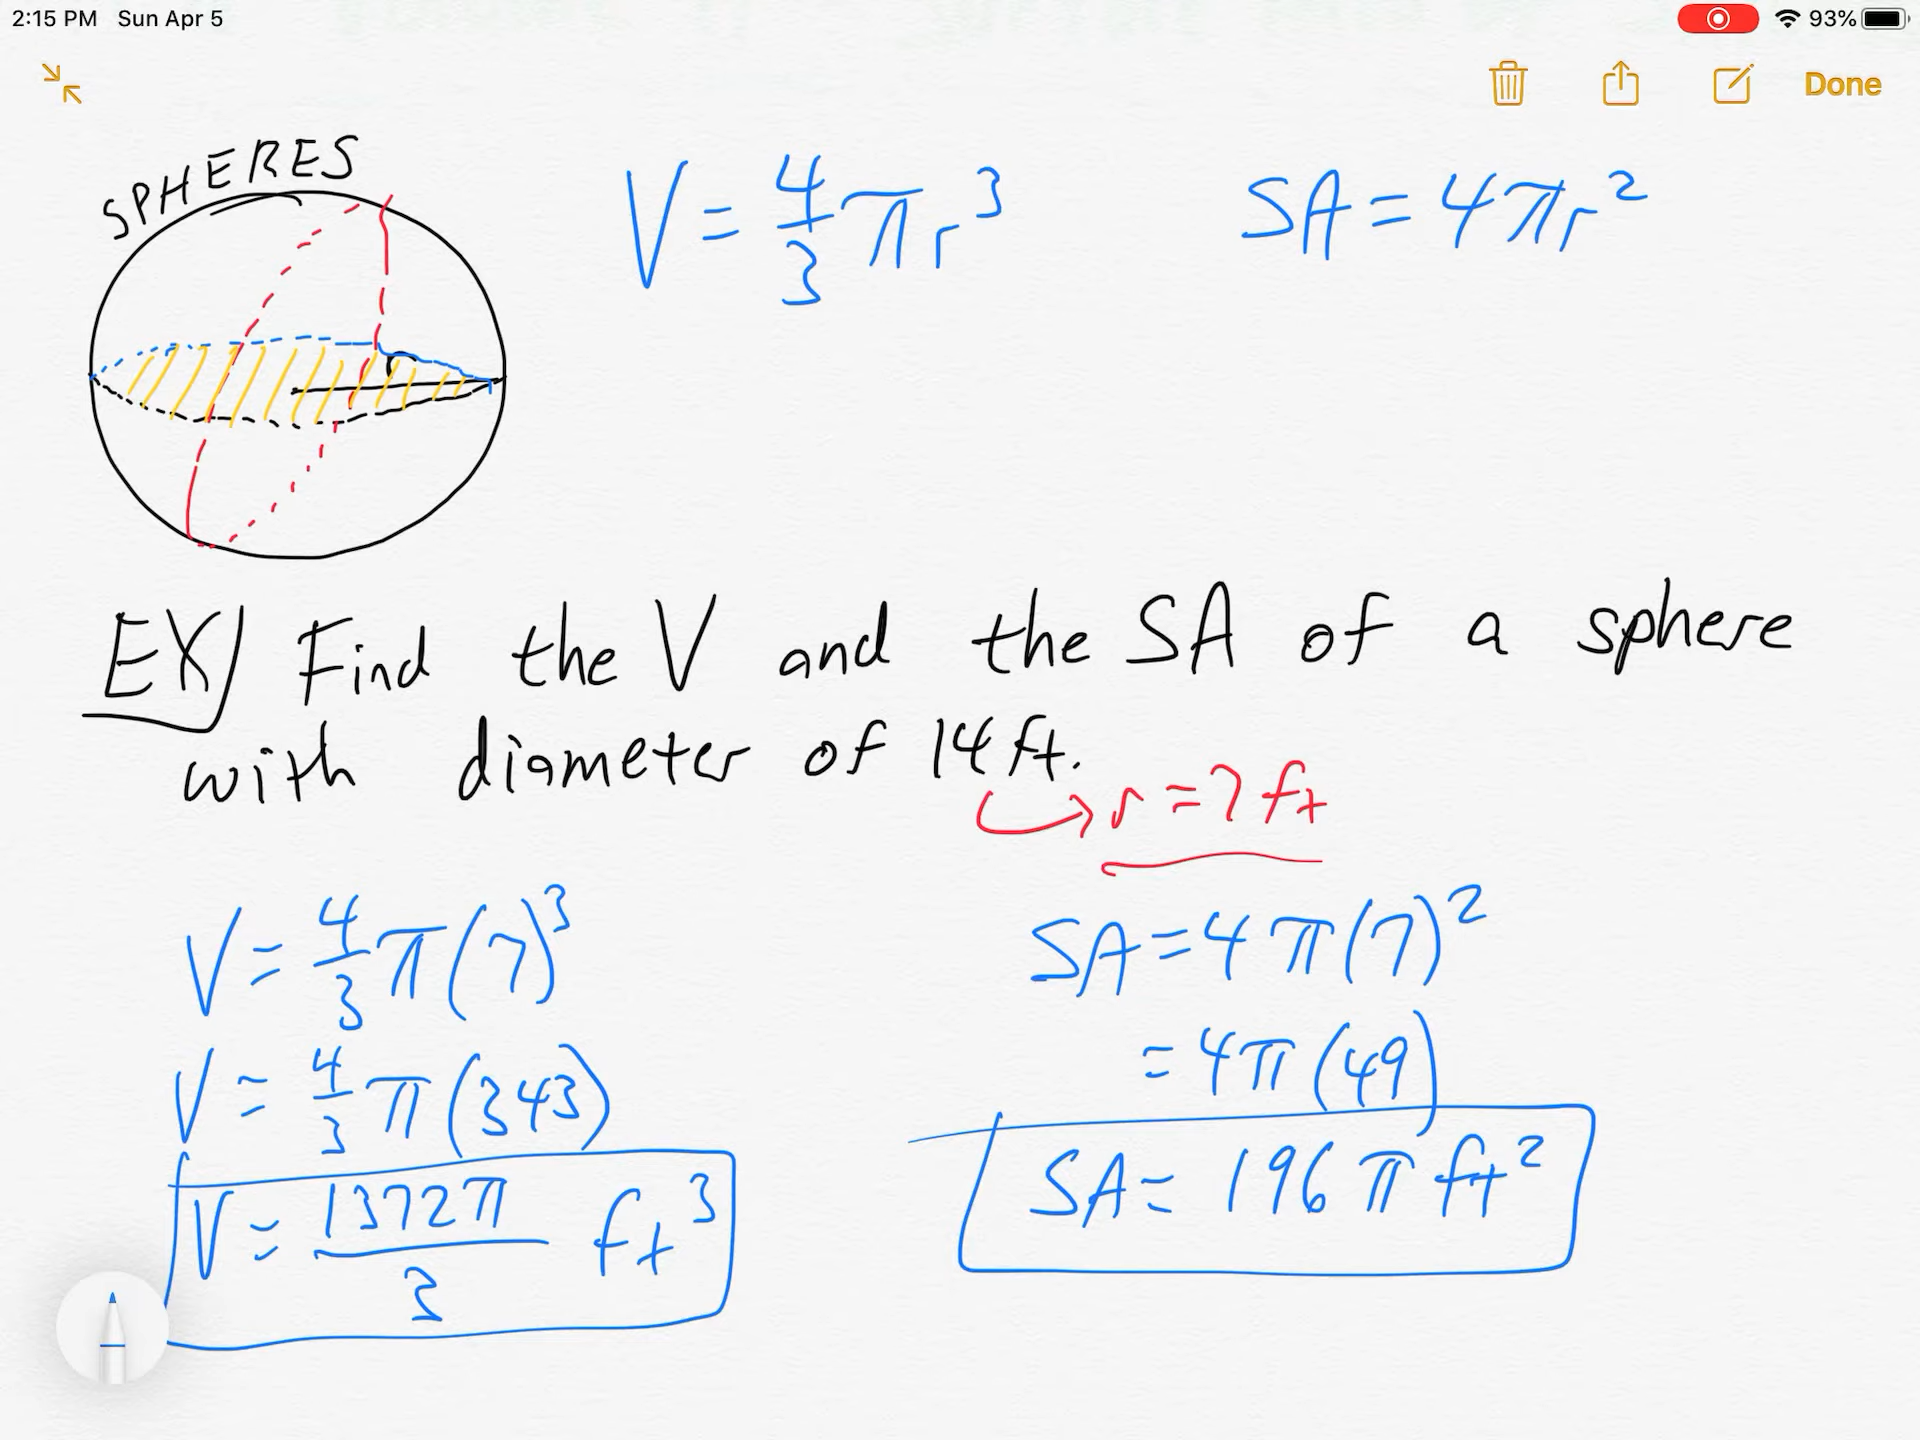 2:15 PM Sun Apr 5 93%
Done
SPHERES
V = 4/3 πr³ SA = 4πr²
EX) Find the V and the SA of a sphere
with diameter of 14 ft.
r = 7 ft
V = 4/3 π(7)³
V = 4/3 π(343)
V = 1372π/3 ft³
SA = 4π(7)²
= 4π(49)
SA = 196π ft²